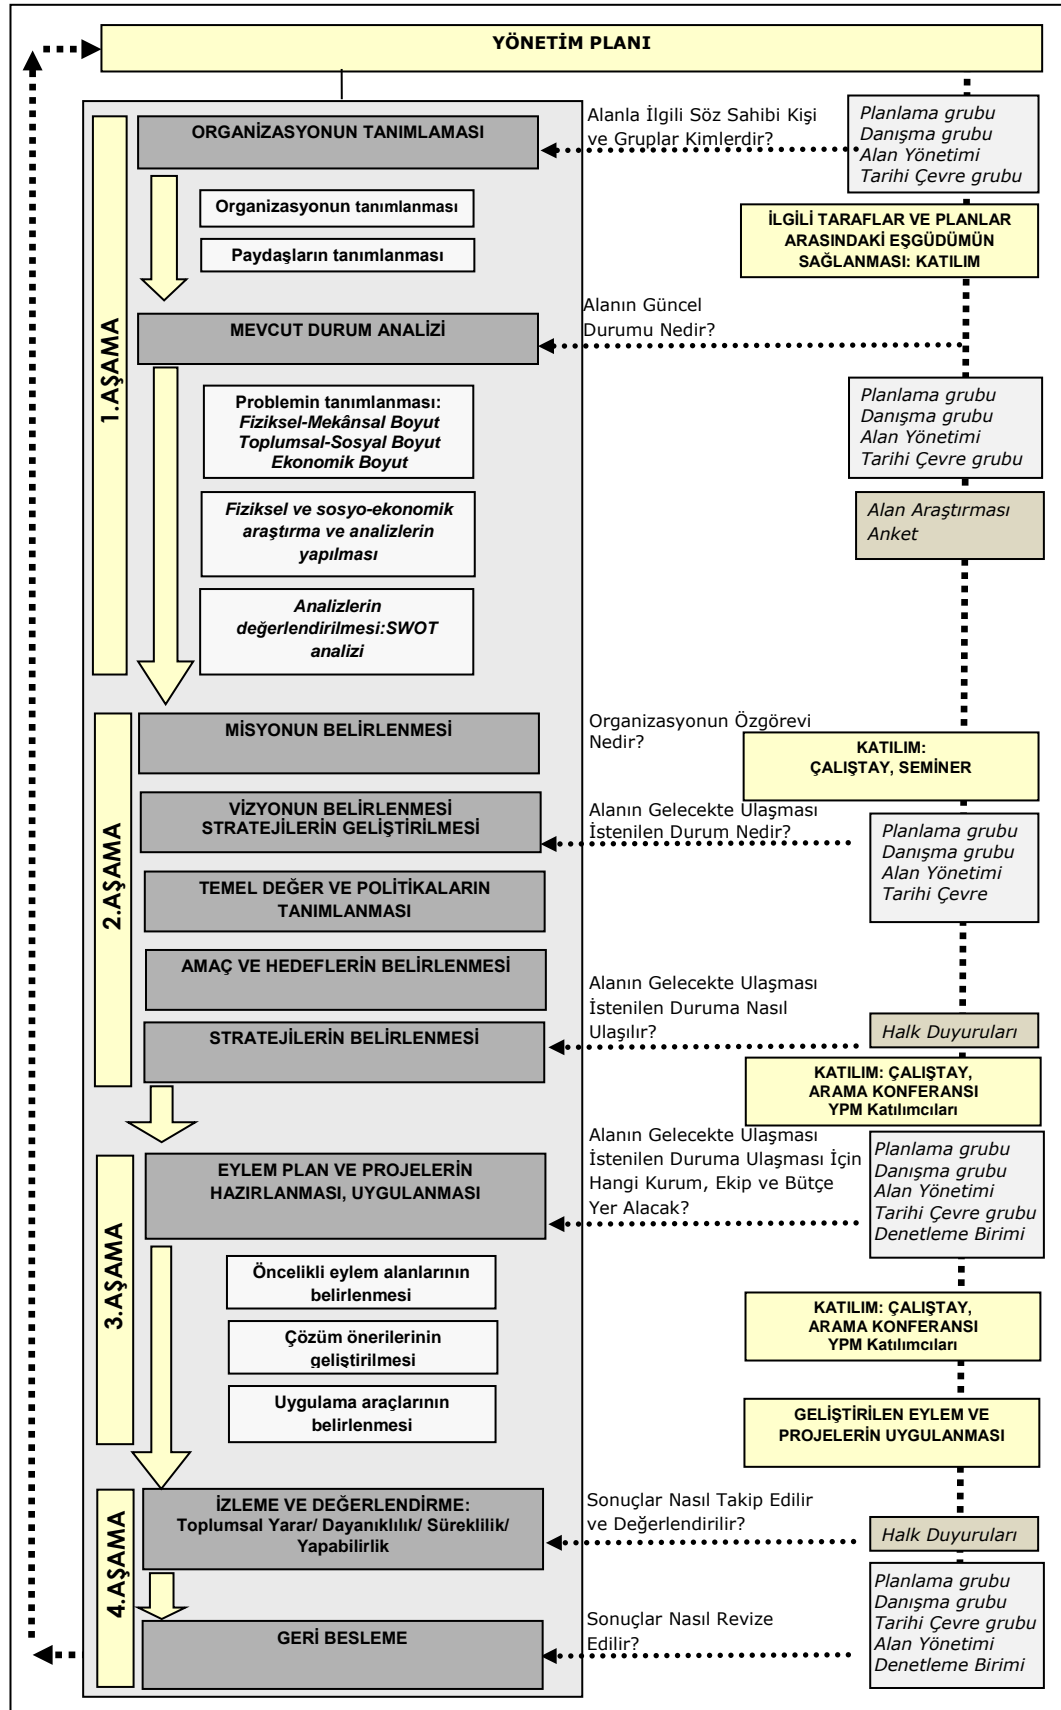 YÖNETİM PLANI
1.AŞAMA
ORGANİZASYONUN TANIMLAMASI
Alanla İlgili Söz Sahibi Kişi
ve Gruplar Kimlerdir?
Planlama grubu
Danışma grubu
Alan Yönetimi
Tarihi Çevre grubu
Organizasyonun tanımlanması
Paydaşların tanımlanması
İLGİLİ TARAFLAR VE PLANLAR
ARASINDAKİ EŞGÜDÜMÜN
SAĞLANMASI: KATILIM
MEVCUT DURUM ANALİZİ
Alanın Güncel
Durumu Nedir?
Problemin tanımlanması:
Fiziksel-Mekânsal Boyut
Toplumsal-Sosyal Boyut
Ekonomik Boyut
Planlama grubu
Danışma grubu
Alan Yönetimi
Tarihi Çevre grubu
Fiziksel ve sosyo-ekonomik
araştırma ve analizlerin
yapılması
Alan Araştırması
Anket
Analizlerin
değerlendirilmesi:SWOT
analizi
2.AŞAMA
MİSYONUN BELİRLENMESİ
Organizasyonun Özgörevi
Nedir?
KATILIM:
ÇALIŞTAY, SEMİNER
VİZYONUN BELİRLENMESİ
STRATEJİLERİN GELİŞTİRİLMESİ
Alanın Gelecekte Ulaşması
İstenilen Durum Nedir?
Planlama grubu
Danışma grubu
Alan Yönetimi
Tarihi Çevre
TEMEL DEĞER VE POLİTİKALARIN
TANIMLANMASI
AMAÇ VE HEDEFLERİN BELİRLENMESİ
STRATEJİLERİN BELİRLENMESİ
Alanın Gelecekte Ulaşması
İstenilen Duruma Nasıl
Ulaşılır?
Halk Duyuruları
KATILIM: ÇALIŞTAY,
ARAMA KONFERANSI
YPM Katılımcıları
3.AŞAMA
EYLEM PLAN VE PROJELERİN
HAZIRLANMASI, UYGULANMASI
Alanın Gelecekte Ulaşması
İstenilen Duruma Ulaşması İçin
Hangi Kurum, Ekip ve Bütçe
Yer Alacak?
Planlama grubu
Danışma grubu
Alan Yönetimi
Tarihi Çevre grubu
Denetleme Birimi
Öncelikli eylem alanlarının
belirlenmesi
Çözüm önerilerinin
geliştirilmesi
Uygulama araçlarının
belirlenmesi
KATILIM: ÇALIŞTAY,
ARAMA KONFERANSI
YPM Katılımcıları
GELİŞTİRİLEN EYLEM VE
PROJELERİN UYGULANMASI
4.AŞAMA
İZLEME VE DEĞERLENDİRME:
Toplumsal Yarar/ Dayanıklılık/ Süreklilik/
Yapabilirlik
Sonuçlar Nasıl Takip Edilir
ve Değerlendirilir?
Halk Duyuruları
GERİ BESLEME
Sonuçlar Nasıl Revize
Edilir?
Planlama grubu
Danışma grubu
Tarihi Çevre grubu
Alan Yönetimi
Denetleme Birimi